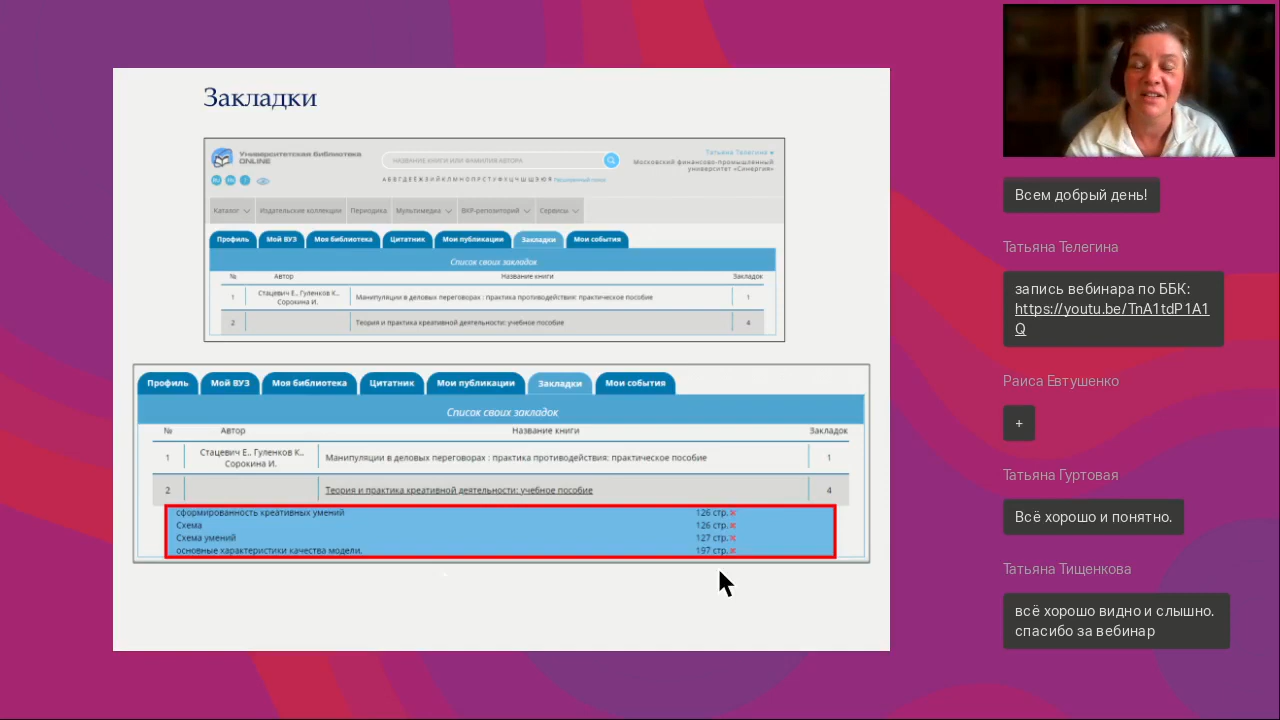 Закладки
Университетская библиотека
ONLINE
НАЗВАНИЕ КНИГИ ИЛИ ФАМИЛИЯ АВТОРА
Татьяна Телегина
Московский финансово-промышленный
университет «Синергия»
А Б В Г Д Е Ё Ж З И Й К Л М Н О П Р С Т У Ф Х Ц Ч Ш Щ Э Ю Я Расширенный поиск
Каталог Издательские коллекции Периодика Мультимедиа ВКР-репозиторий Сервисы
Профиль Мой ВУЗ Моя библиотека Цитатник Мои публикации Закладки Мои события
Список своих закладок
№ Автор Название книги Закладок
1 Стацевич Е., Гуленков К., Сорокина И. Манипуляции в деловых переговорах : практика противодействия: практическое пособие 1
2 Теория и практика креативной деятельности: учебное пособие 4
Профиль Мой ВУЗ Моя библиотека Цитатник Мои публикации Закладки Мои события
Список своих закладок
№ Автор Название книги Закладок
1 Стацевич Е., Гуленков К., Сорокина И. Манипуляции в деловых переговорах : практика противодействия: практическое пособие 1
2 Теория и практика креативной деятельности: учебное пособие 4
сформированность креативных умений 126 стр.
Схема 126 стр.
Схема умений 127 стр.
основные характеристики качества модели. 197 стр.
Всем добрый день!
Татьяна Телегина
запись вебинара по ББК:
https://youtu.be/TnA1tdP1A1
Q
Раиса Евтушенко
+
Татьяна Гуртовая
Всё хорошо и понятно.
Татьяна Тищенкова
всё хорошо видно и слышно.
спасибо за вебинар